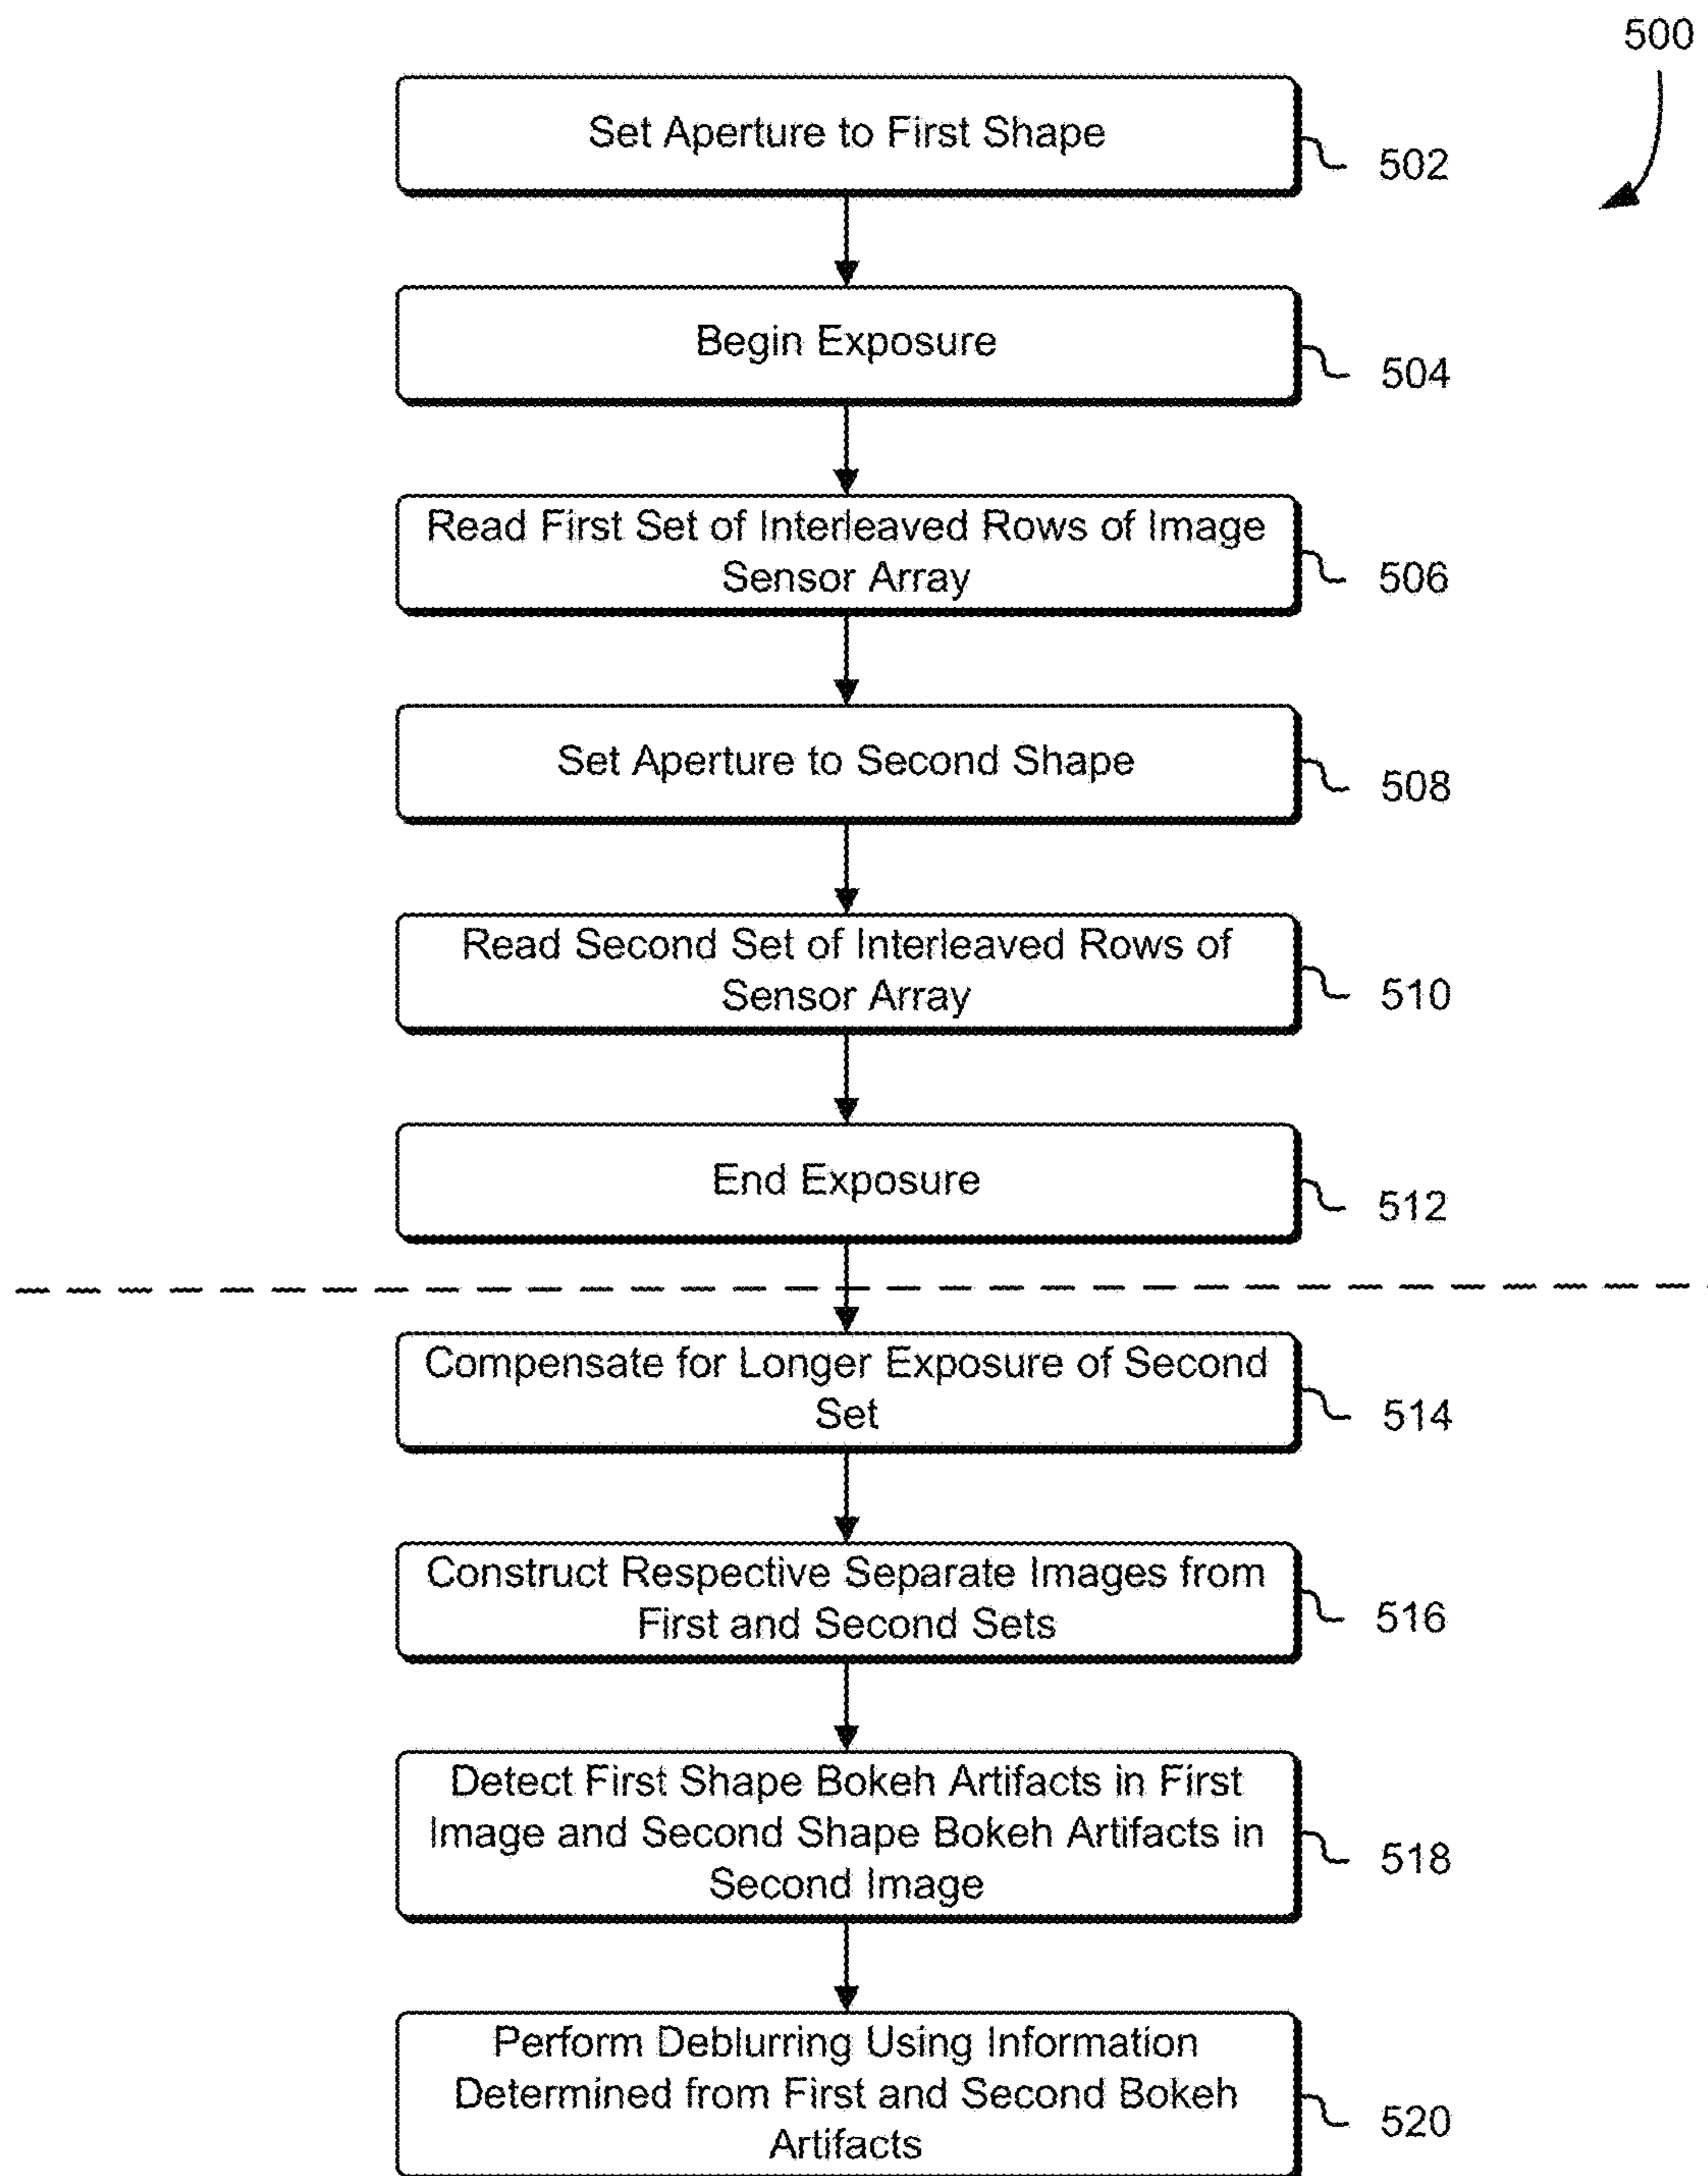 500
Set Aperture to First Shape
502
Begin Exposure
504
Read First Set of Interleaved Rows of Image
Sensor Array
506
Set Aperture to Second Shape
508
Read Second Set of Interleaved Rows of
Sensor Array
510
End Exposure
512
Compensate for Longer Exposure of Second
Set
514
Construct Respective Separate Images from
First and Second Sets
516
Detect First Shape Bokeh Artifacts in First
Image and Second Shape Bokeh Artifacts in
Second Image
518
Perform Deblurring Using Information
Determined from First and Second Bokeh
Artifacts
520